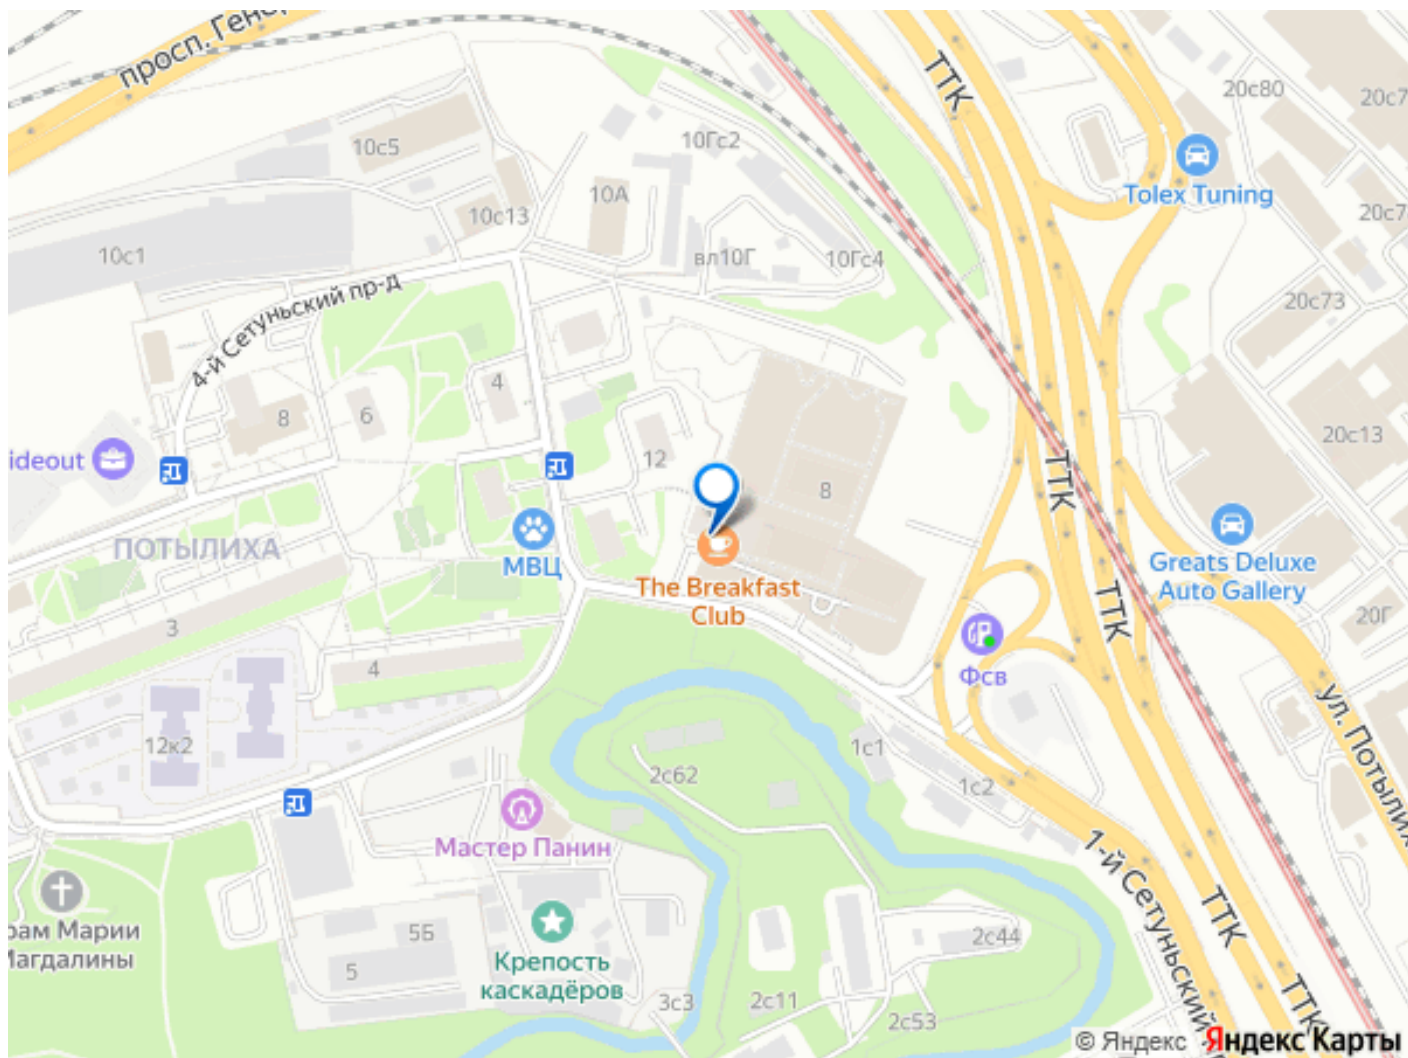 просп. Гене
ТТК
20с80
20с7
10с5
10Гс2
Tolex Tuning
10А
10с13
20с7
10с1
вл10Г
10Гс4
4-й Сетуньский пр-д
20с73
4
6
8
20с13
ideout
12
ТТК
8
ПОТЫЛИХА
МВЦ
Greats Deluxe
Auto Gallery
The Breakfast
Club
ТТК
20Г
3
4
Фсв
ул. Потылих
12к2
1с1
2с62
1с2
Мастер Панин
1-й Сетуньский
рам Марии
Магдалины
5Б
5
Крепость
каскадёров
2с44
ТТК
3с3
2с11
2с53
ТТК
© Яндекс Яндекс Карты